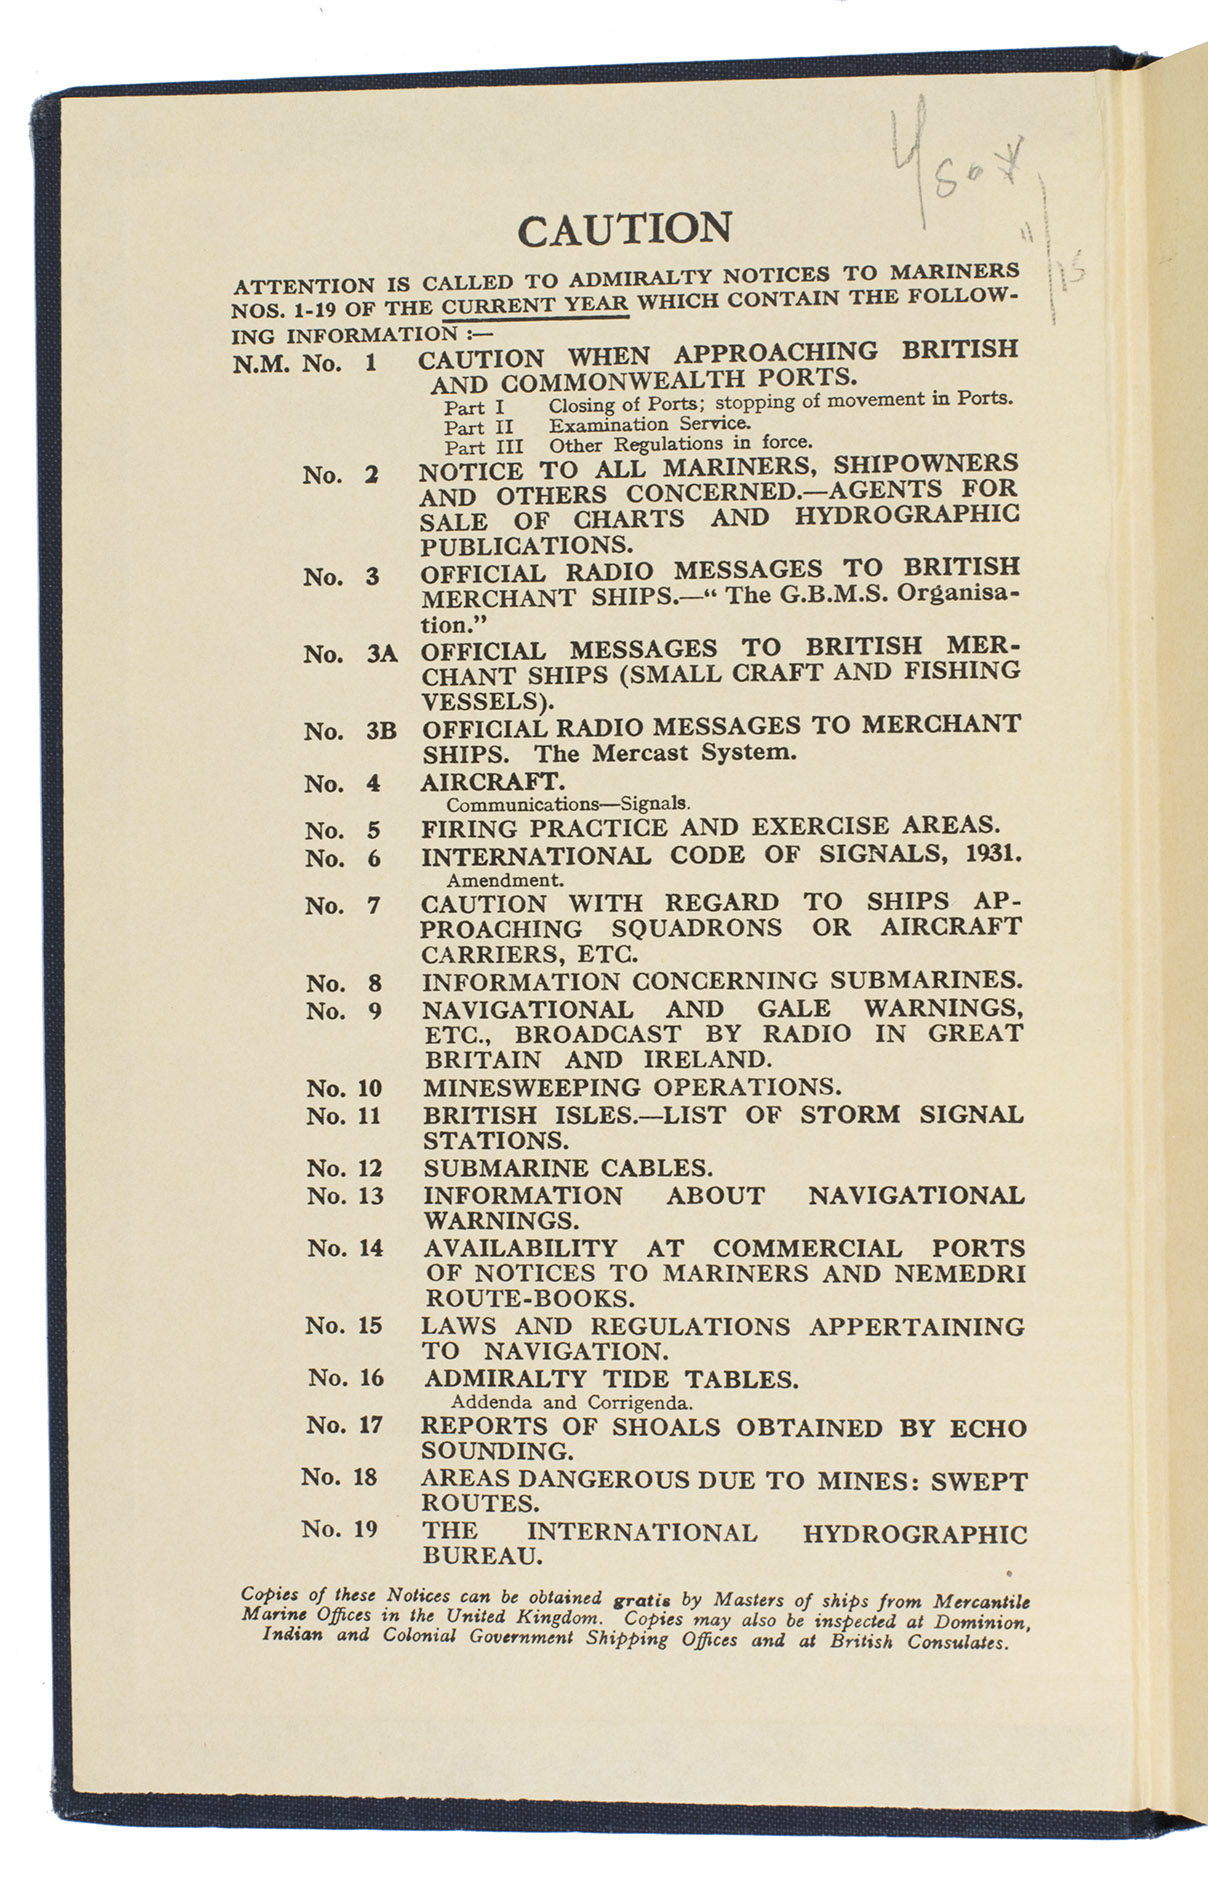 CAUTION
ATTENTION IS CALLED TO ADMIRALTY NOTICES TO MARINERS
NOS. 1-19 OF THE CURRENT YEAR WHICH CONTAIN THE FOLLOW-
ING INFORMATION :—
N.M. No. 1 CAUTION WHEN APPROACHING BRITISH
AND COMMONWEALTH PORTS.
Part I Closing of Ports; stopping of movement in Ports.
Part II Examination Service.
Part III Other Regulations in force.
No. 2 NOTICE TO ALL MARINERS, SHIPOWNERS
AND OTHERS CONCERNED.—AGENTS FOR
SALE OF CHARTS AND HYDROGRAPHIC
PUBLICATIONS.
No. 3 OFFICIAL RADIO MESSAGES TO BRITISH
MERCHANT SHIPS.—“ The G.B.M.S. Organisa-
tion.”
No. 3A OFFICIAL MESSAGES TO BRITISH MER-
CHANT SHIPS (SMALL CRAFT AND FISHING
VESSELS).
No. 3B OFFICIAL RADIO MESSAGES TO MERCHANT
SHIPS. The Mercast System.
No. 4 AIRCRAFT.
Communications—Signals.
No. 5 FIRING PRACTICE AND EXERCISE AREAS.
No. 6 INTERNATIONAL CODE OF SIGNALS, 1931.
Amendment.
No. 7 CAUTION WITH REGARD TO SHIPS AP-
PROACHING SQUADRONS OR AIRCRAFT
CARRIERS, ETC.
No. 8 INFORMATION CONCERNING SUBMARINES.
No. 9 NAVIGATIONAL AND GALE WARNINGS,
ETC., BROADCAST BY RADIO IN GREAT
BRITAIN AND IRELAND.
No. 10 MINESWEEPING OPERATIONS.
No. 11 BRITISH ISLES.—LIST OF STORM SIGNAL
STATIONS.
No. 12 SUBMARINE CABLES.
No. 13 INFORMATION ABOUT NAVIGATIONAL
WARNINGS.
No. 14 AVAILABILITY AT COMMERCIAL PORTS
OF NOTICES TO MARINERS AND NEMEDRI
ROUTE-BOOKS.
No. 15 LAWS AND REGULATIONS APPERTAINING
TO NAVIGATION.
No. 16 ADMIRALTY TIDE TABLES.
Addenda and Corrigenda.
No. 17 REPORTS OF SHOALS OBTAINED BY ECHO
SOUNDING.
No. 18 AREAS DANGEROUS DUE TO MINES: SWEPT
ROUTES.
No. 19 THE INTERNATIONAL HYDROGRAPHIC
BUREAU.
Copies of these Notices can be obtained gratis by Masters of ships from Mercantile
Marine Offices in the United Kingdom. Copies may also be inspected at Dominion,
Indian and Colonial Government Shipping Offices and at British Consulates.